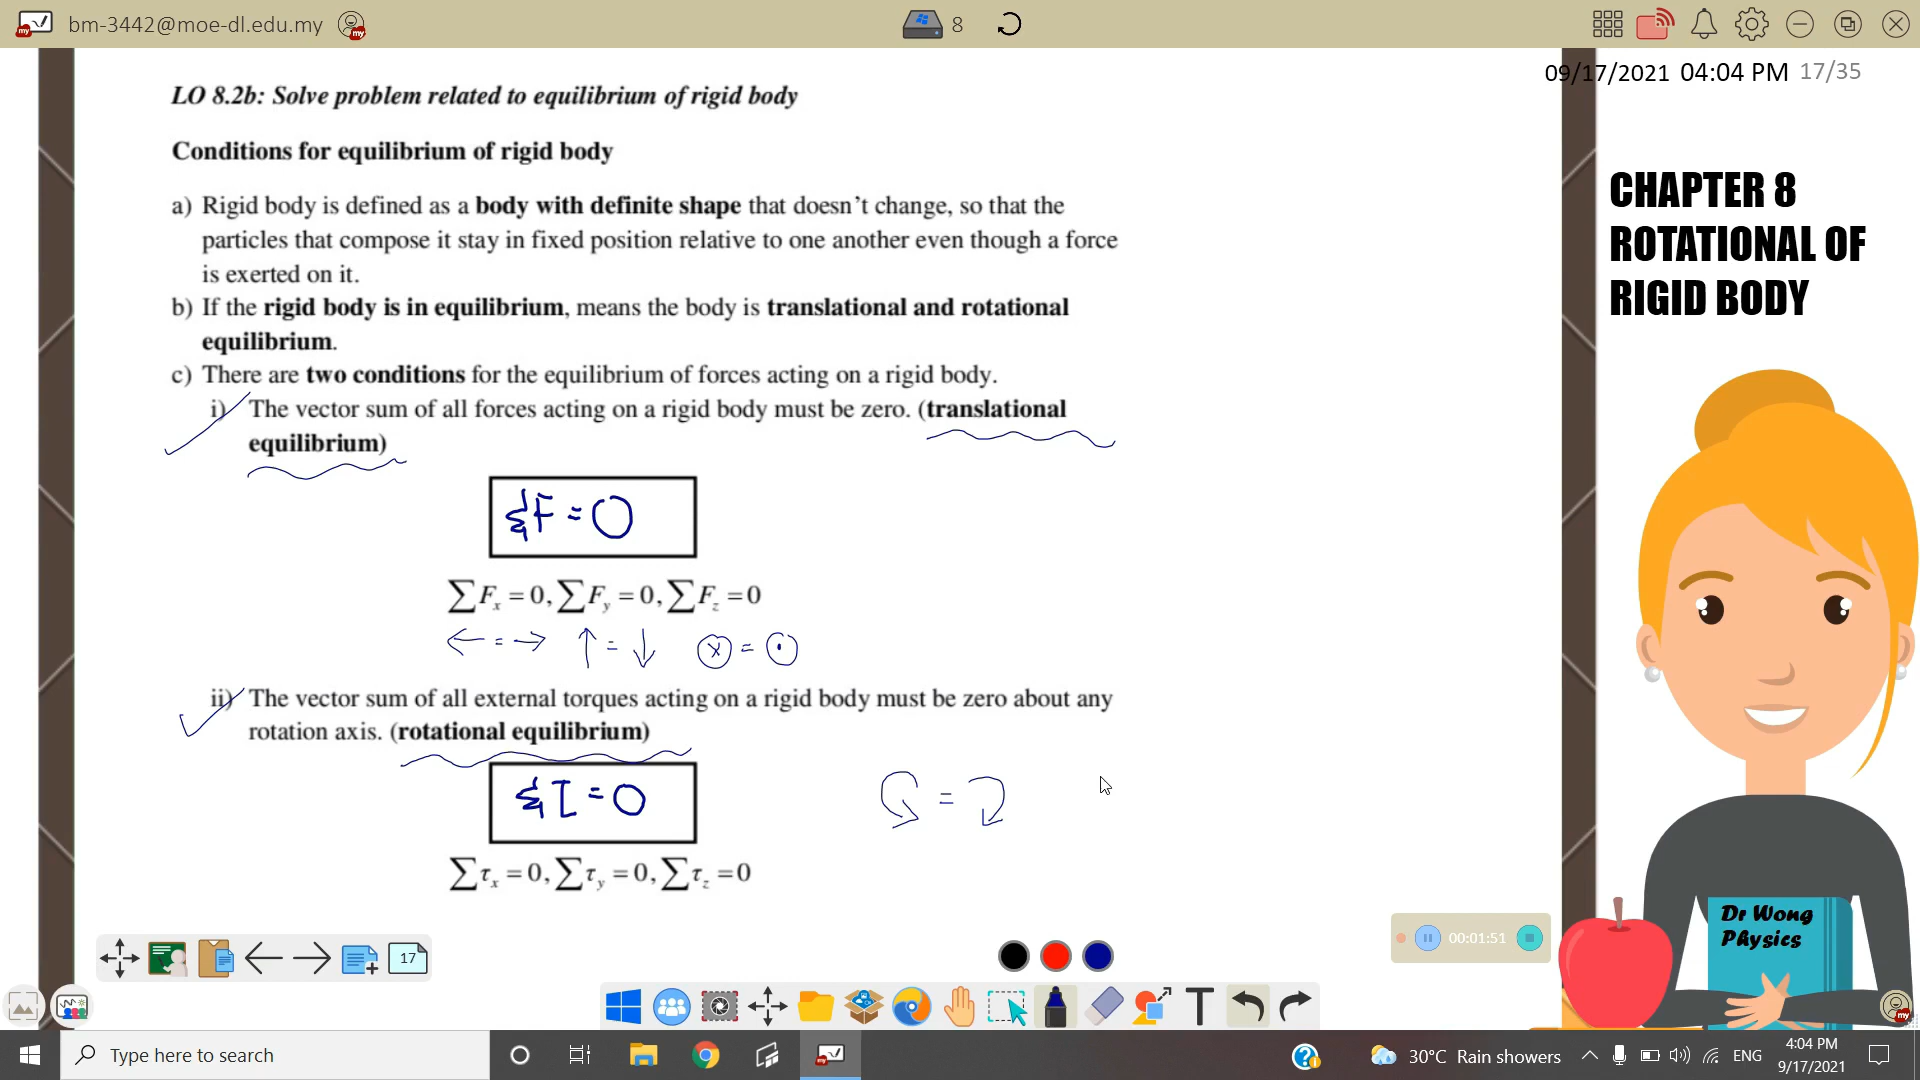 bm-3442@moe-dl.edu.my
8
09/17/2021 04:04 PM 17/35
LO 8.2b: Solve problem related to equilibrium of rigid body
Conditions for equilibrium of rigid body
a) Rigid body is defined as a body with definite shape that doesn't change, so that the
particles that compose it stay in fixed position relative to one another even though a force
is exerted on it.
b) If the rigid body is in equilibrium, means the body is translational and rotational
equilibrium.
c) There are two conditions for the equilibrium of forces acting on a rigid body.
i) The vector sum of all forces acting on a rigid body must be zero. (translational
equilibrium)
ΣF = 0
∑Fₓ = 0, ∑Fᵧ = 0, ∑F_z = 0
← = → ↑ = ↓ ⊗ = ⊙
ii) The vector sum of all external torques acting on a rigid body must be zero about any
rotation axis. (rotational equilibrium)
Στ = 0
↺ = ↻
∑τₓ = 0, ∑τᵧ = 0, ∑τ_z = 0
CHAPTER 8
ROTATIONAL OF
RIGID BODY
Dr Wong
Physics
00:01:51
17
T
Type here to search
30°C Rain showers
ENG
4:04 PM
9/17/2021